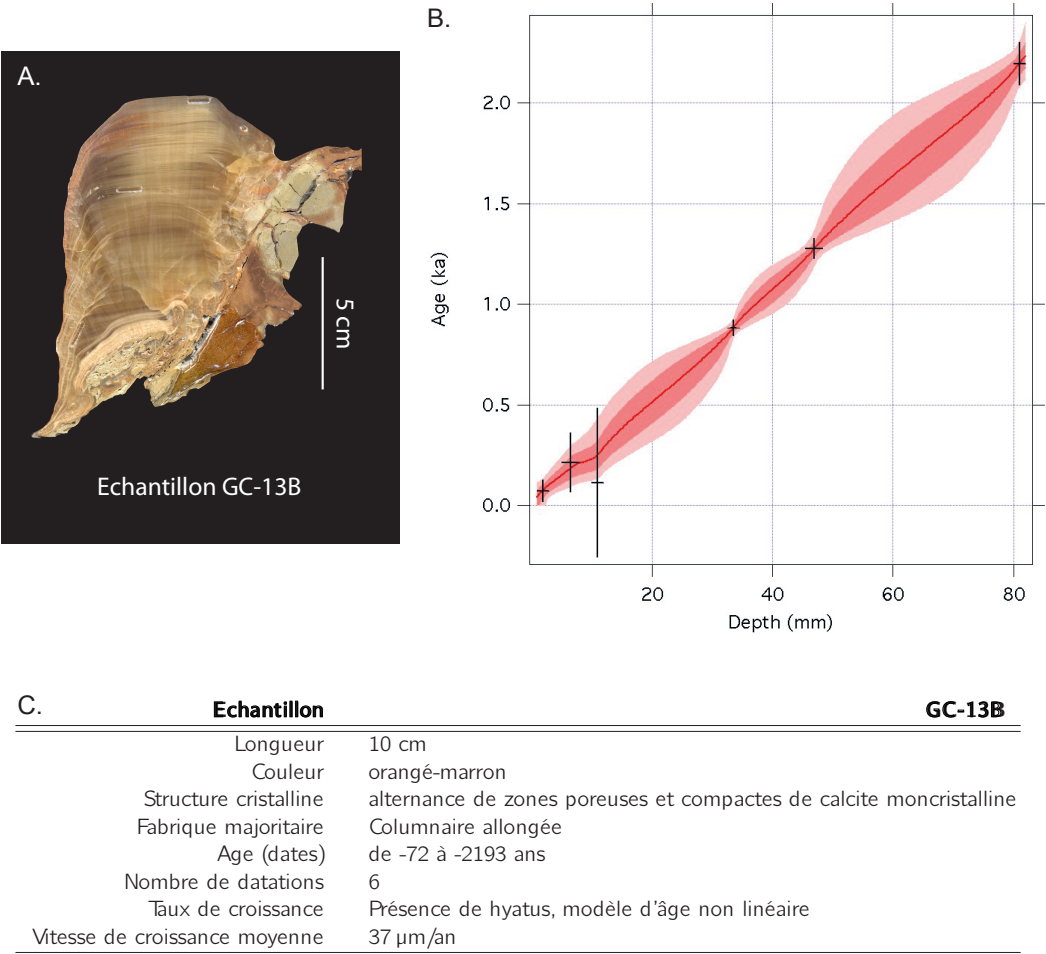 A.
5 cm
Echantillon GC-13B
B.
Age (ka)
2.0
1.5
1.0
0.5
0.0
20 40 60 80
Depth (mm)
C.
Echantillon GC-13B
Longueur 10 cm
Couleur orangé-marron
Structure cristalline alternance de zones poreuses et compactes de calcite moncristalline
Fabrique majoritaire Columnaire allongée
Age (dates) de -72 à -2193 ans
Nombre de datations 6
Taux de croissance Présence de hyatus, modèle d'âge non linéaire
Vitesse de croissance moyenne 37 µm/an